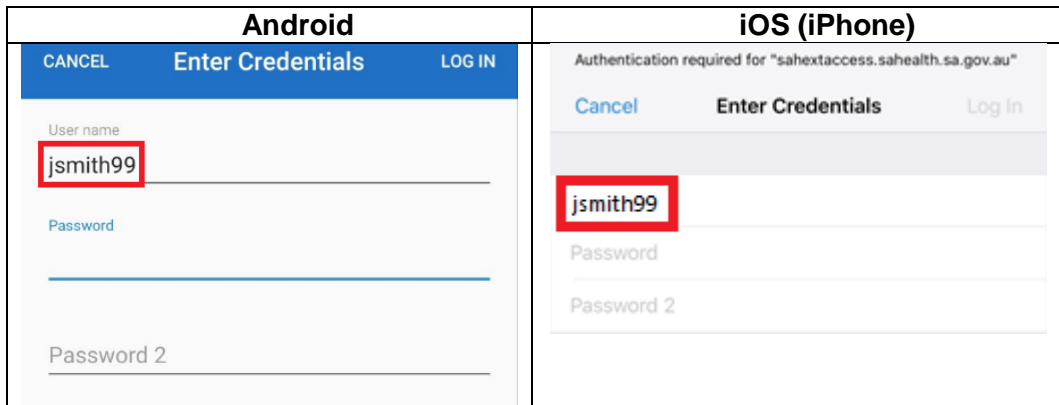 Android
CANCEL Enter Credentials LOG IN
User name
jsmith99
Password
Password 2
iOS (iPhone)
Authentication required for "sahextaccess.sahealth.sa.gov.au"
Cancel Enter Credentials Log In
jsmith99
Password
Password 2